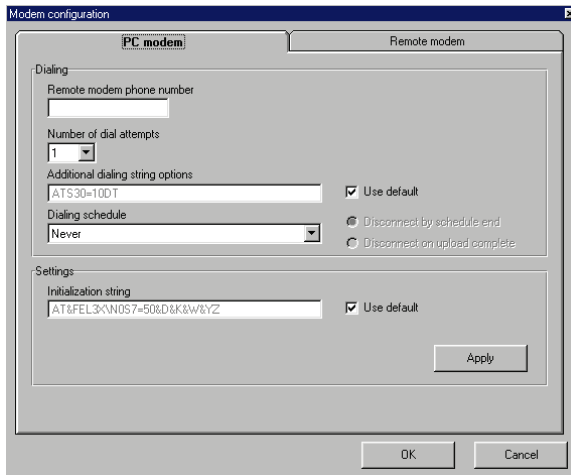 Modem configuration
PC modem
Remote modem
Dialing
Remote modem phone number
Number of dial attempts
1
Additional dialing string options
ATS30=10DT
Use default
Dialing schedule
Never
Disconnect by schedule end
Disconnect on upload complete
Settings
Initialization string
AT&FEL3X\N0S7=50&D&K&W&YZ
Use default
Apply
OK
Cancel